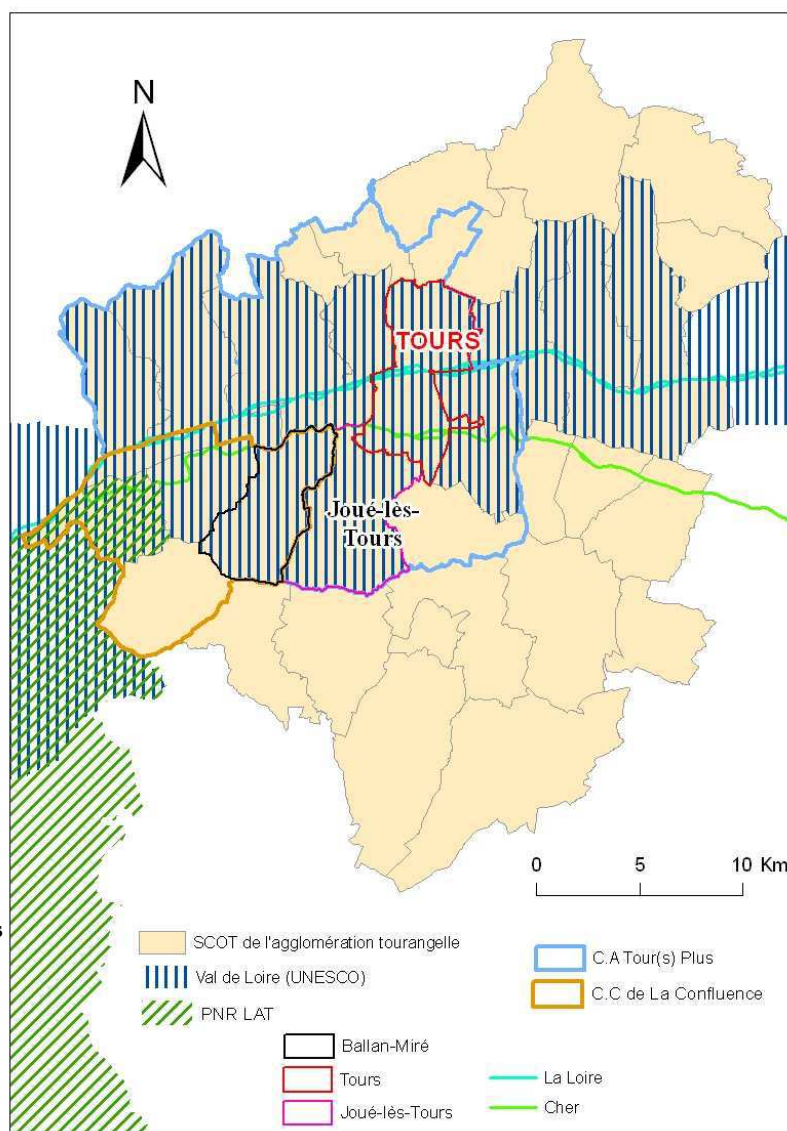 N
TOURS
Joué-lès-
Tours
0 5 10 Km
s
SCOT de l'agglomération tourangelle
Val de Loire (UNESCO)
PNR LAT
C.A Tour(s) Plus
C.C de La Confluence
Ballan-Miré
Tours
Joué-lés-Tours
La Loire
Cher